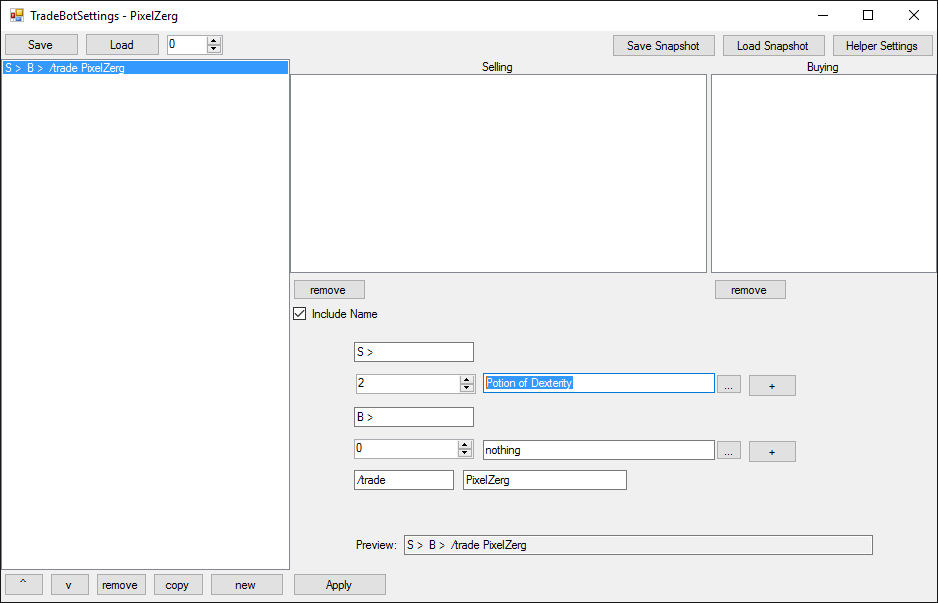 TradeBotSettings - PixelZerg
Save Load 0 Save Snapshot Load Snapshot Helper Settings
S > B > /trade PixelZerg
Selling Buying
remove remove
Include Name
S >
2 Potion of Dexterity ... +
B >
0 nothing ... +
/trade PixelZerg
Preview: S > B > /trade PixelZerg
^ v remove copy new Apply